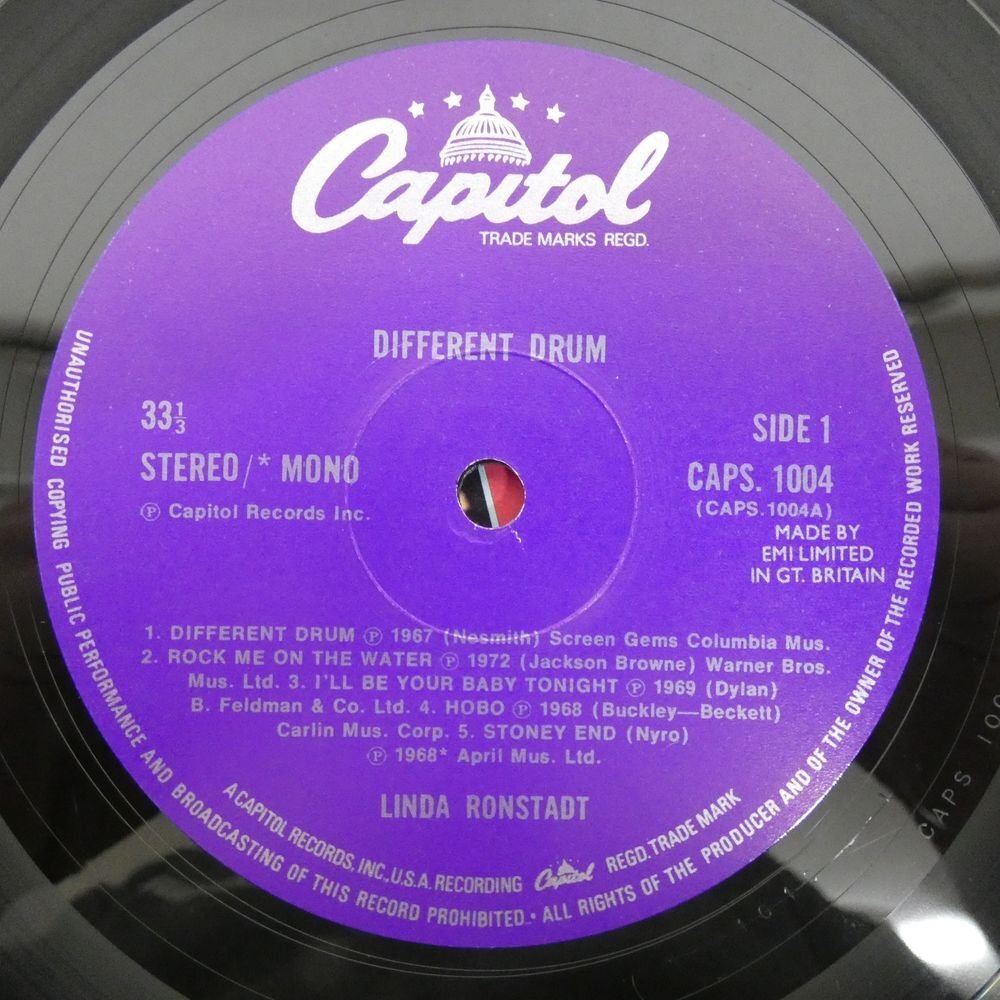 Capitol
TRADE MARKS REGD.
DIFFERENT DRUM
33⅓
STEREO/* MONO
℗ Capitol Records Inc.
SIDE 1
CAPS. 1004
(CAPS. 1004A)
MADE BY
EMI LIMITED
IN GT. BRITAIN
1. DIFFERENT DRUM ℗ 1967 (Nesmith) Screen Gems Columbia Mus.
2. ROCK ME ON THE WATER ℗ 1972 (Jackson Browne) Warner Bros.
Mus. Ltd. 3. I'LL BE YOUR BABY TONIGHT ℗ 1969 (Dylan)
B. Feldman & Co. Ltd. 4. HOBO ℗ 1968 (Buckley—Beckett)
Carlin Mus. Corp. 5. STONEY END (Nyro)
℗ 1968* April Mus. Ltd.
LINDA RONSTADT
A CAPITOL RECORDS, INC., U.S.A. RECORDING Capitol REGD. TRADE MARK
UNAUTHORISED COPYING PUBLIC PERFORMANCE AND BROADCASTING OF THIS RECORD PROHIBITED. • ALL RIGHTS OF THE PRODUCER AND OF THE OWNER OF THE RECORDED WORK RESERVED
CAPS